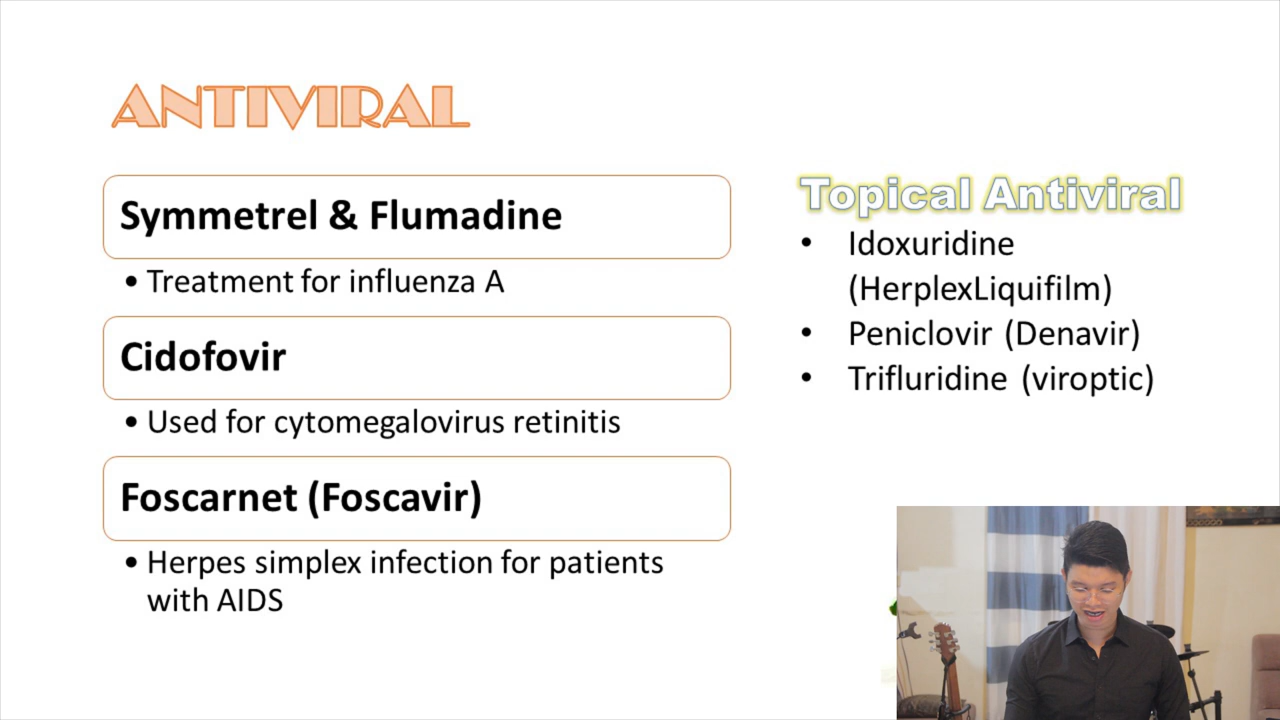 ANTIVIRAL
Symmetrel & Flumadine
• Treatment for influenza A
Cidofovir
• Used for cytomegalovirus retinitis
Foscarnet (Foscavir)
• Herpes simplex infection for patients
with AIDS
Topical Antiviral
• Idoxuridine
(HerplexLiquifilm)
• Peniclovir (Denavir)
• Trifluridine (viroptic)